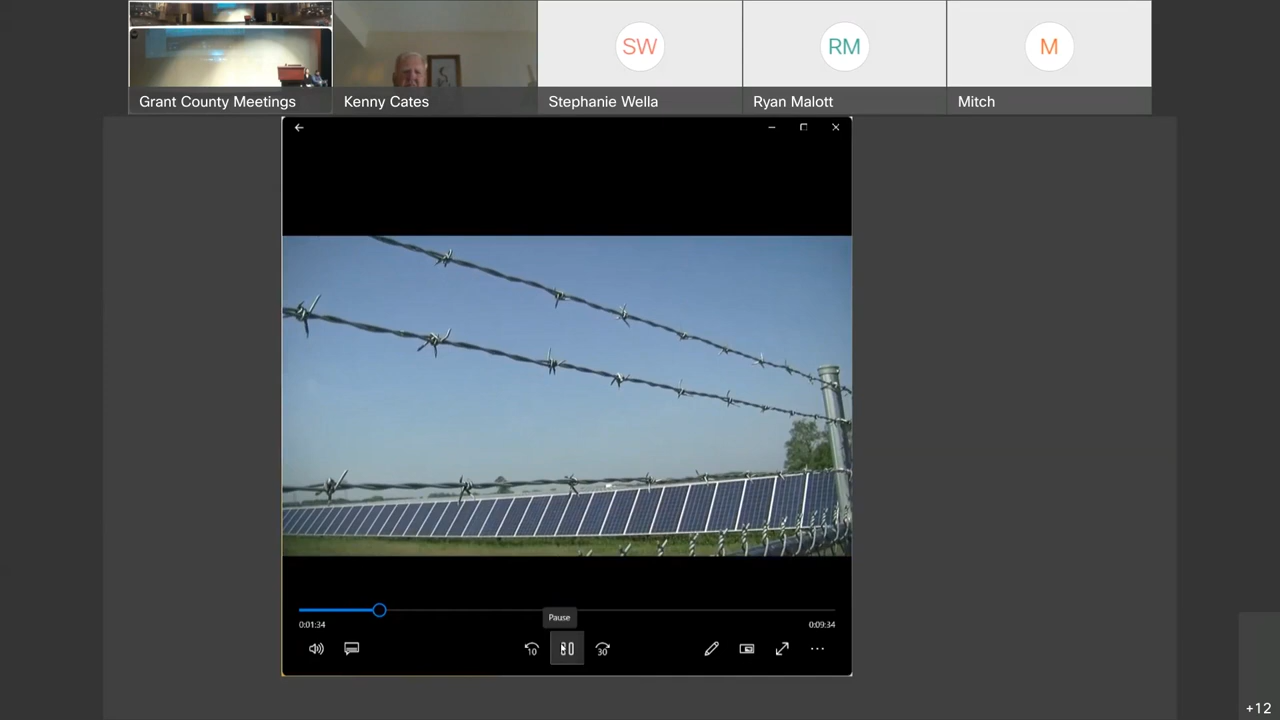 SW
RM
M
Grant County Meetings
Kenny Cates
Stephanie Wella
Ryan Malott
Mitch
Pause
0:01:34
0:09:34
10
30
+12